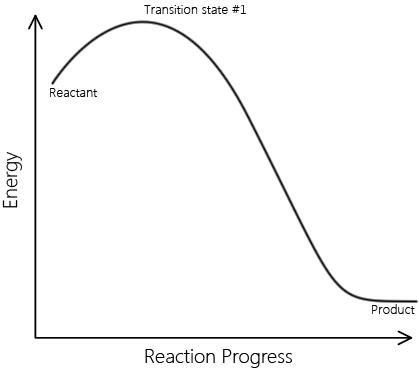 Transition state #1
Reactant
Energy
Product
Reaction Progress